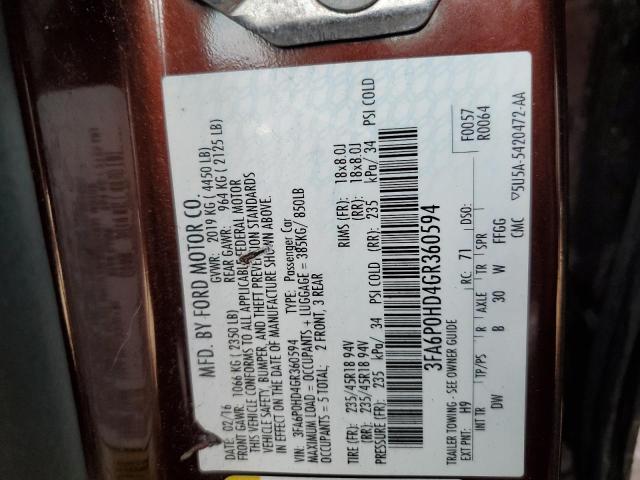 MFD. BY FORD MOTOR CO.
DATE: 02/16 GVWR: 2019 KG ( 4450 LB)
FRONT GAWR: 1066 KG ( 2350 LB) REAR GAWR: 964 KG ( 2125 LB)
THIS VEHICLE CONFORMS TO ALL APPLICABLE FEDERAL MOTOR
VEHICLE SAFETY, BUMPER, AND THEFT PREVENTION STANDARDS
IN EFFECT ON THE DATE OF MANUFACTURE SHOWN ABOVE.
VIN: 3FA6P0HD4GR360594 TYPE: Passenger Car
MAXIMUM LOAD = OCCUPANTS + LUGGAGE = 385KG/ 850LB
OCCUPANTS = 5 TOTAL: 2 FRONT, 3 REAR
TIRE (FR): 235/45R18 94V RIMS (FR): 18x8.0J
(RR): 235/45R18 94V (RR): 18x8.0J
PRESSURE (FR): 235 kPa/ 34 PSI COLD (RR): 235 kPa/ 34 PSI COLD
3FA6P0HD4GR360594
TRAILER TOWING - SEE OWNER GUIDE
F0057
R0064
EXT PNT: H9 RC: 71 DSO:
INT TR TP/PS R AXLE TR SPR
DW B 30 W FFGG
CMC ▽5U5A-5420472-AA